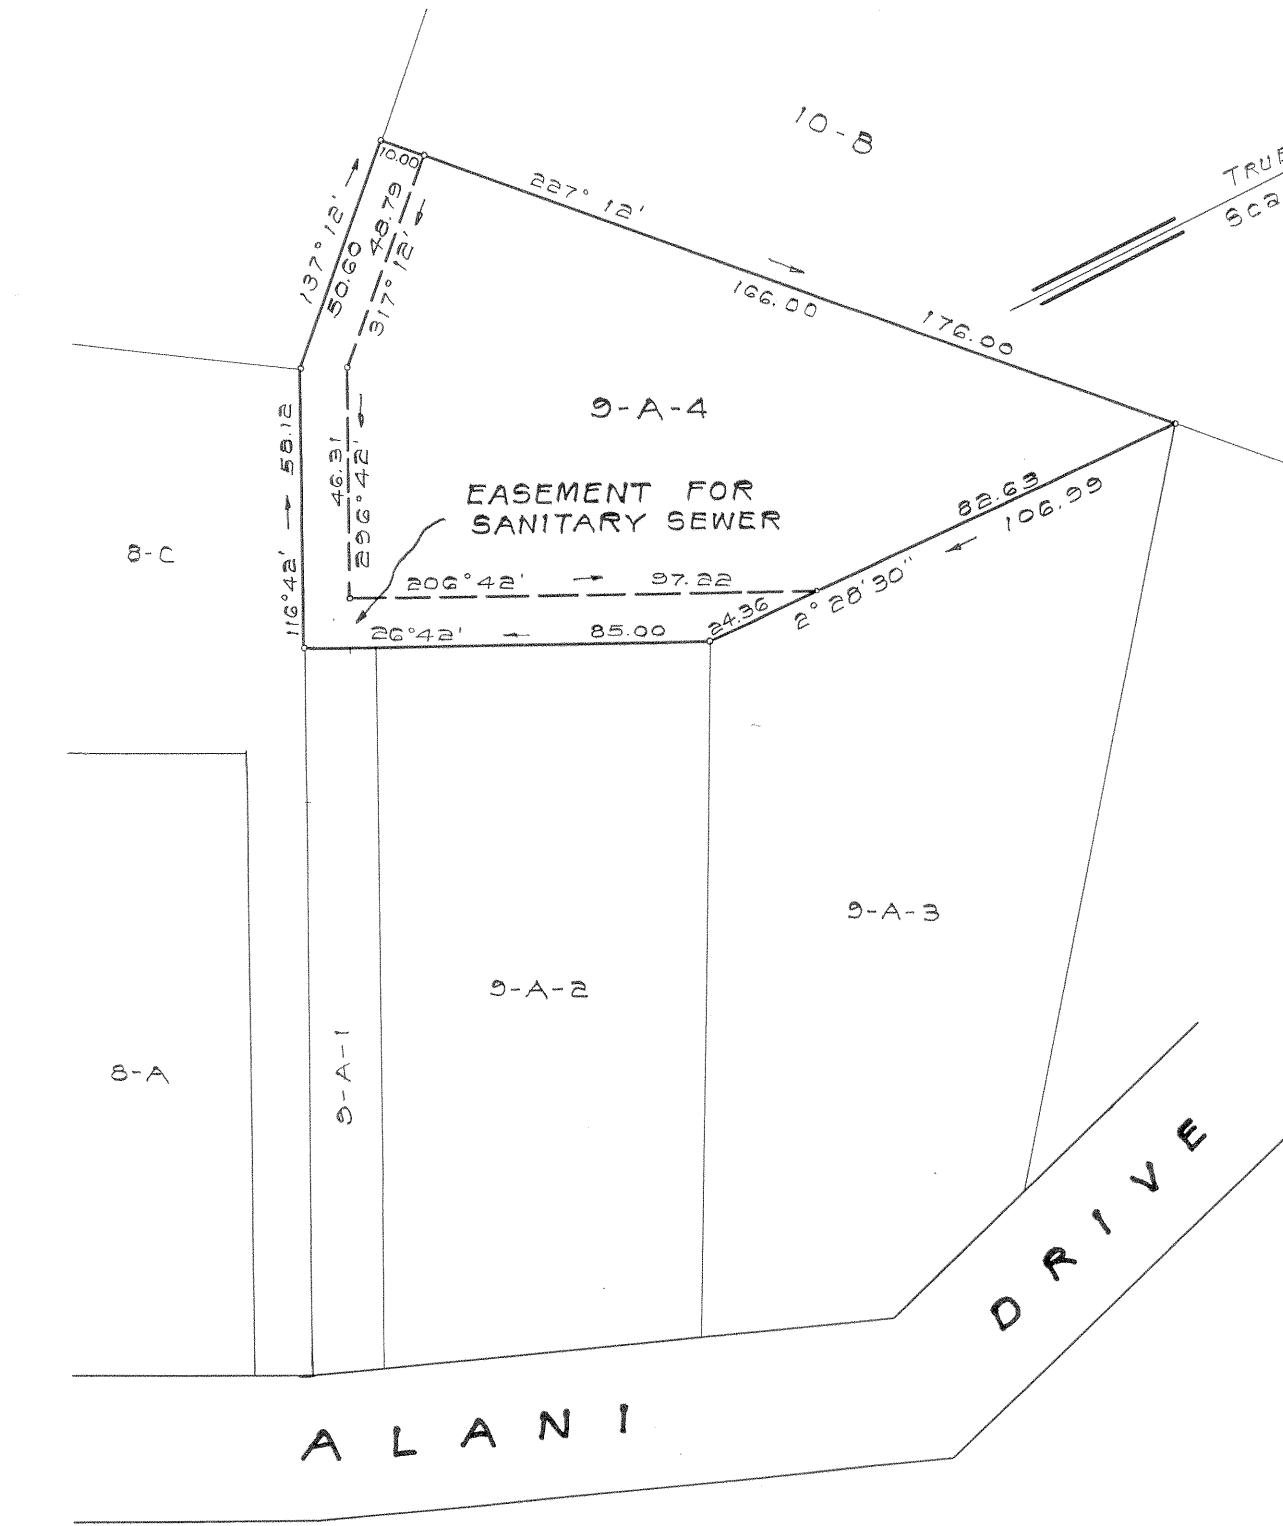 10-B
TRUE
Sca
227° 12'
10.00
137° 12'
50.60
48.79
317° 12'
166.00
176.00
9-A-4
58.12
116°42'
46.31
296°42'
82.63
106.99
2° 28' 30"
EASEMENT FOR
SANITARY SEWER
8-C
206°42' 97.22
24.36
26°42' 85.00
9-A-3
9-A-2
9-A-1
8-A
ALANI DRIVE